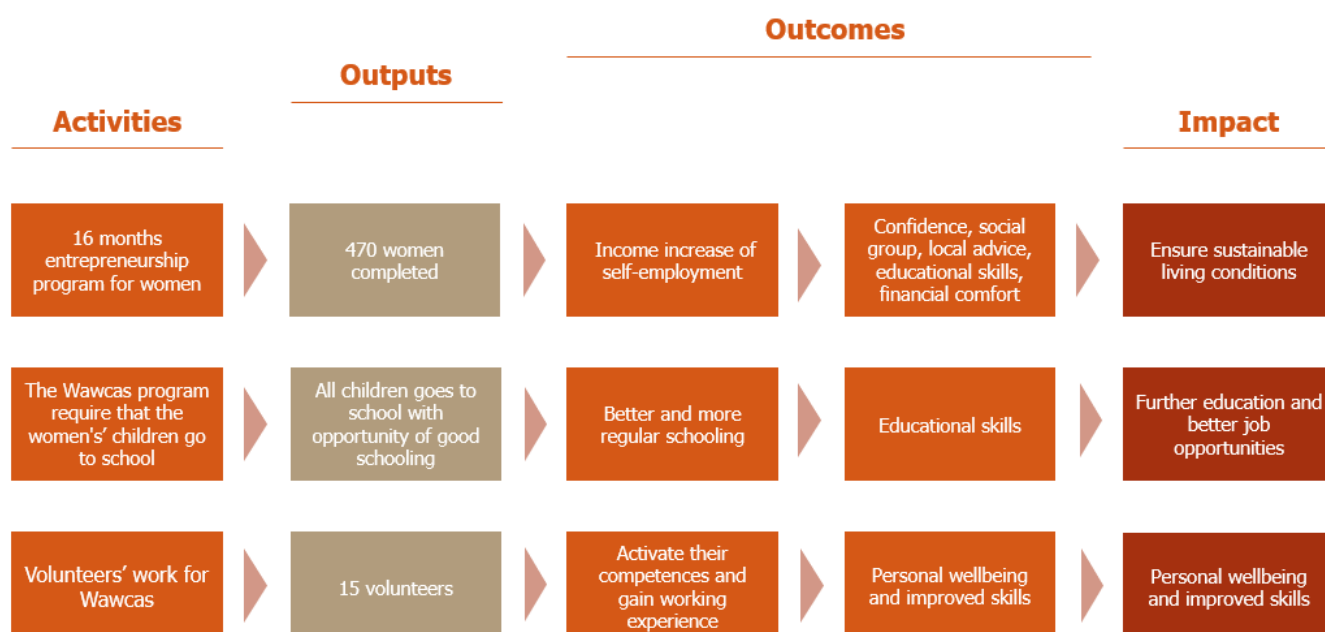 Outcomes
Outputs
Activities
Impact
16 months
entrepreneurship
program for women
470 women
completed
Income increase of
self-employment
Confidence, social
group, local advice,
educational skills,
financial comfort
Ensure sustainable
living conditions
The Wawcas program
require that the
women's’ children go
to school
All children goes to
school with
opportunity of good
schooling
Better and more
regular schooling
Educational skills
Further education and
better job
opportunities
Volunteers’ work for
Wawcas
15 volunteers
Activate their
competences and
gain working
experience
Personal wellbeing
and improved skills
Personal wellbeing
and improved skills